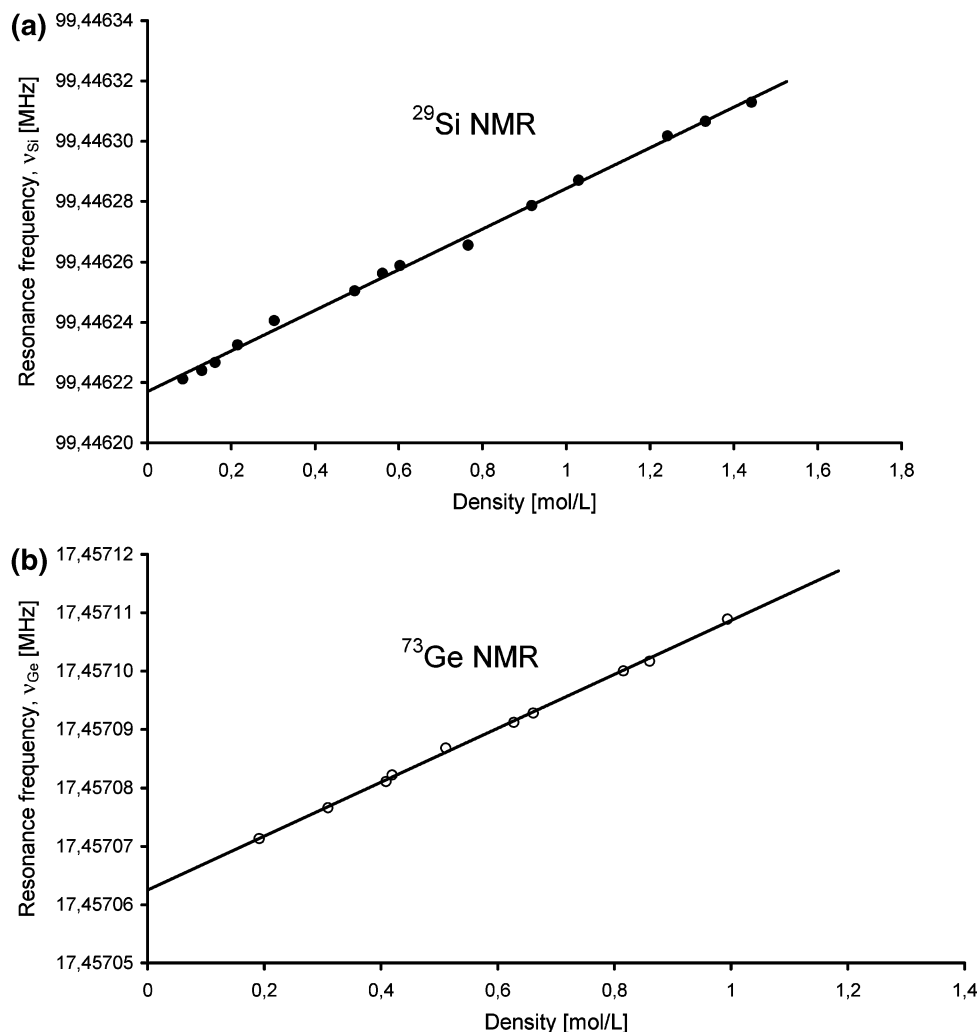 (a)
99,44634
99,44632
99,44630
99,44628
99,44626
99,44624
99,44622
99,44620
Resonance frequency, νSi [MHz]
29Si NMR
0 0,2 0,4 0,6 0,8 1 1,2 1,4 1,6 1,8
Density [mol/L]
(b)
17,45712
17,45711
17,45710
17,45709
17,45708
17,45707
17,45706
17,45705
Resonance frequency, νGe [MHz]
73Ge NMR
0 0,2 0,4 0,6 0,8 1 1,2 1,4
Density [mol/L]